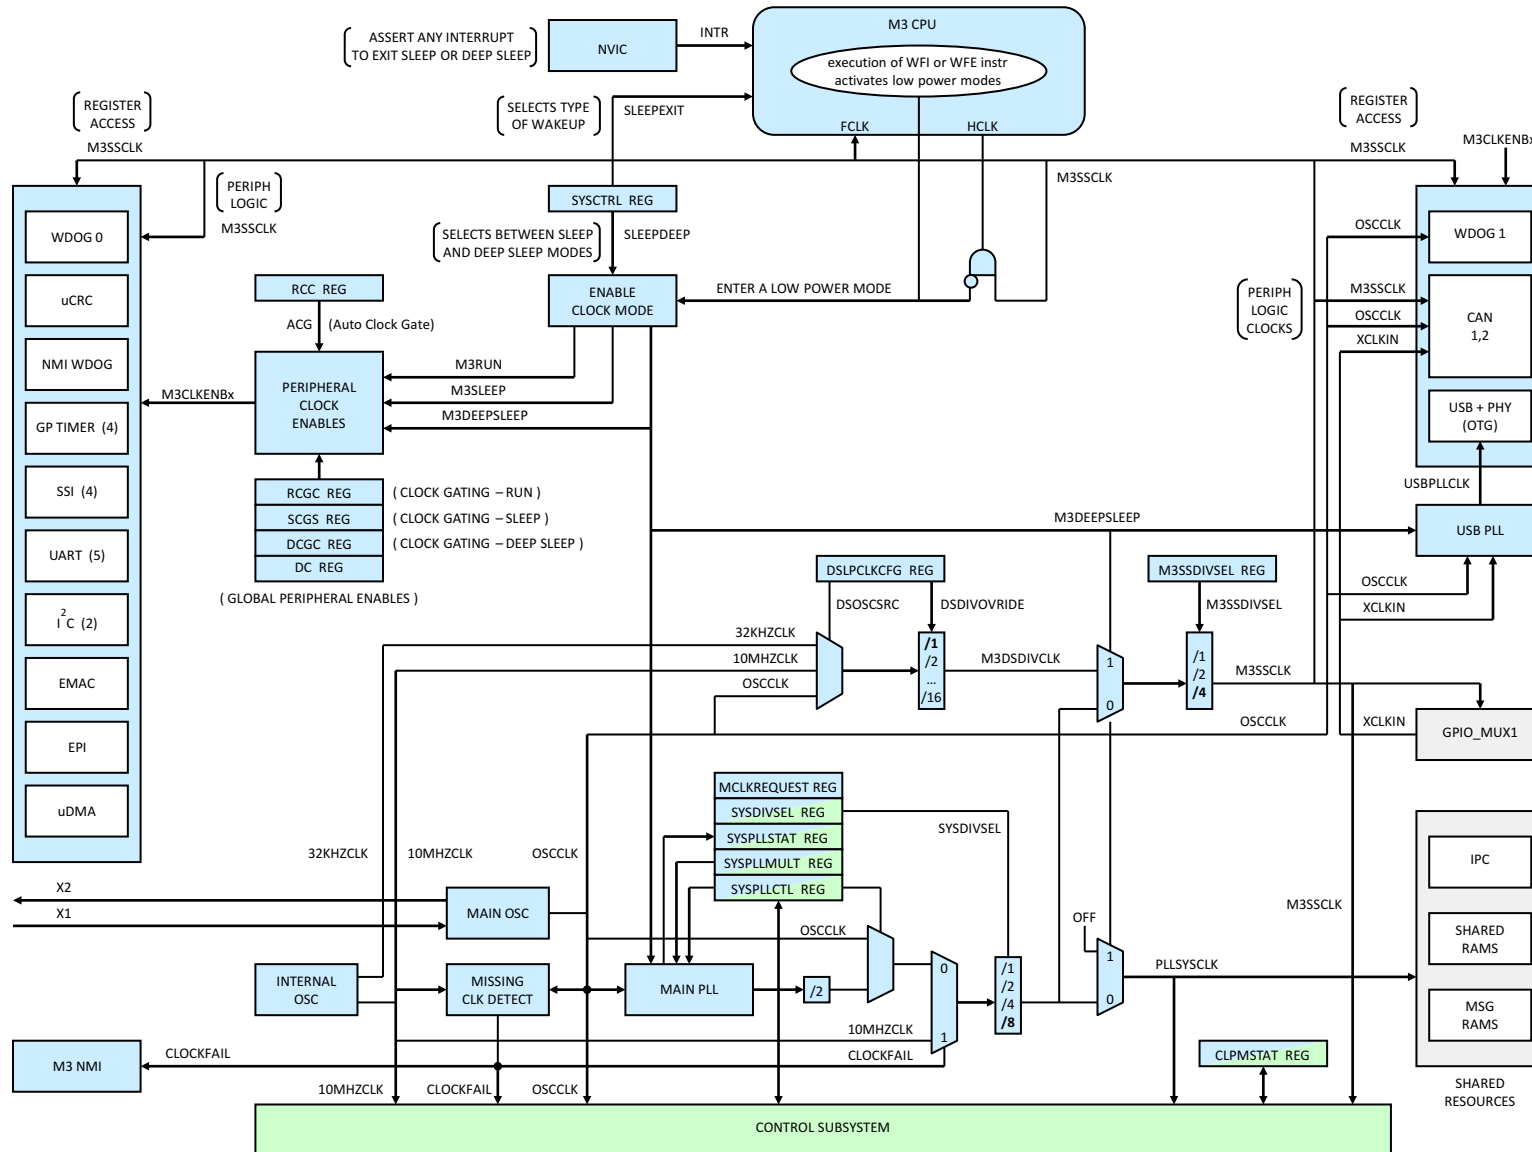 M3 CPU
INTR
ASSERT ANY INTERRUPT
TO EXIT SLEEP OR DEEP SLEEP
NVIC
execution of WFI or WFE instr
activates low power modes
REGISTER
ACCESS
SELECTS TYPE
OF WAKEUP
SLEEPEXIT
REGISTER
ACCESS
FCLK
HCLK
M3SSCLK
M3SSCLK
M3CLKENBx
PERIPH
LOGIC
M3SSCLK
M3SSCLK
SYSCTRL REG
WDOG 0
SELECTS BETWEEN SLEEP
AND DEEP SLEEP MODES
SLEEPDEEP
OSCCLK
WDOG 1
RCC REG
ENABLE
CLOCK MODE
ENTER A LOW POWER MODE
PERIPH
LOGIC
CLOCKS
M3SSCLK
OSCCLK
XCLKIN
CAN
1,2
uCRC
ACG
(Auto Clock Gate)
NMI WDOG
M3RUN
M3SLEEP
M3DEEPSLEEP
M3CLKENBx
PERIPHERAL
CLOCK
ENABLES
USB + PHY
(OTG)
GP TIMER (4)
USBPLLCLK
SSI (4)
RCGC REG
( CLOCK GATING – RUN )
SCGS REG
( CLOCK GATING – SLEEP )
DCGC REG
( CLOCK GATING – DEEP SLEEP )
DC REG
( GLOBAL PERIPHERAL ENABLES )
M3DEEPSLEEP
USB PLL
UART (5)
DSLPCLKCFG REG
M3SSDIVSEL REG
OSCCLK
XCLKIN
DSOSCSRC
DSDIVOVRIDE
M3SSDIVSEL
I2C (2)
32KHZCLK
10MHZCLK
OSCCLK
/1
/2
...
/16
M3DSDIVCLK
1
0
/1
/2
/4
M3SSCLK
EMAC
OSCCLK
XCLKIN
GPIO_MUX1
EPI
MCLKREQUEST REG
SYSDIVSEL REG
SYSPLLSTAT REG
SYSPLLMULT REG
SYSPLLCTL REG
SYSDIVSEL
uDMA
32KHZCLK
10MHZCLK
OSCCLK
IPC
X2
X1
MAIN OSC
OSCCLK
OFF
M3SSCLK
SHARED
RAMS
INTERNAL
OSC
MISSING
CLK DETECT
MAIN PLL
/2
0
1
/1
/2
/4
/8
1
0
PLLSYSCLK
MSG
RAMS
10MHZCLK
CLOCKFAIL
M3 NMI
CLOCKFAIL
CLPMSTAT REG
10MHZCLK
CLOCKFAIL
OSCCLK
SHARED
RESOURCES
CONTROL SUBSYSTEM